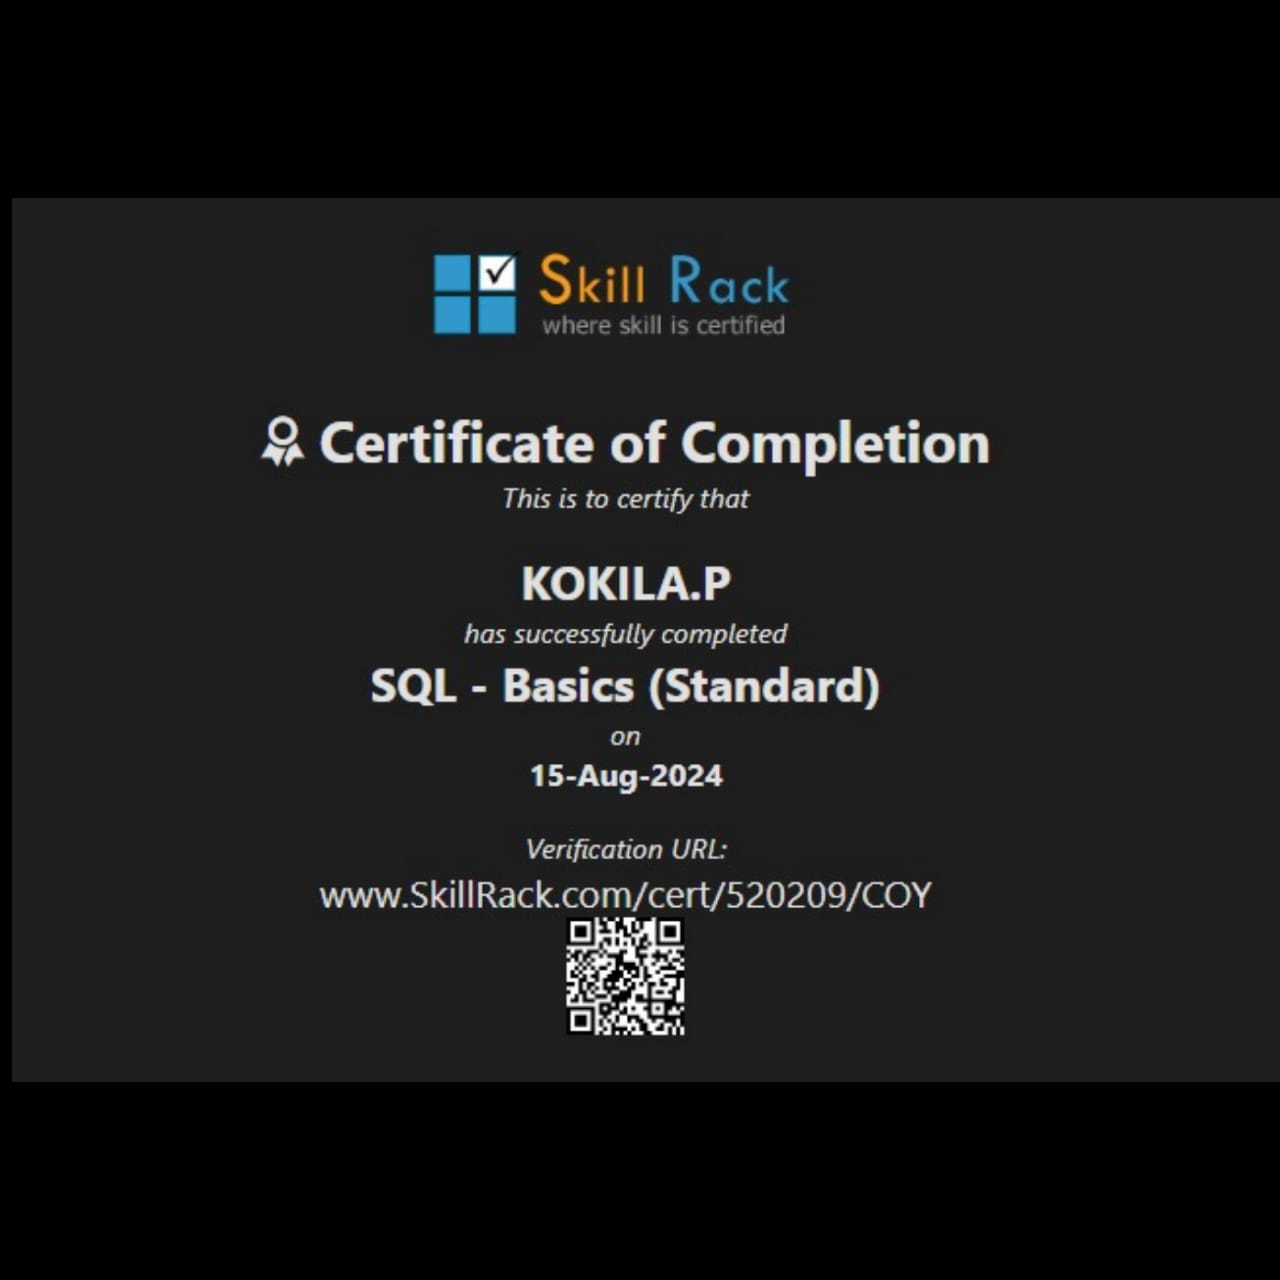 Skill Rack
where skill is certified
Certificate of Completion
This is to certify that
KOKILA.P
has successfully completed
SQL - Basics (Standard)
on
15-Aug-2024
Verification URL:
www.SkillRack.com/cert/520209/COY